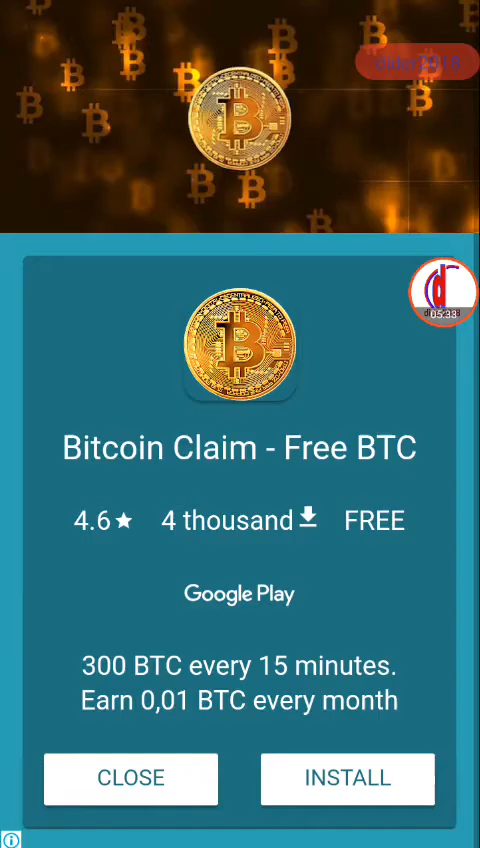 Bitcoin Claim - Free BTC
4.6★ 4 thousand FREE
Google Play
05:33
300 BTC every 15 minutes.
Earn 0,01 BTC every month
CLOSE INSTALL